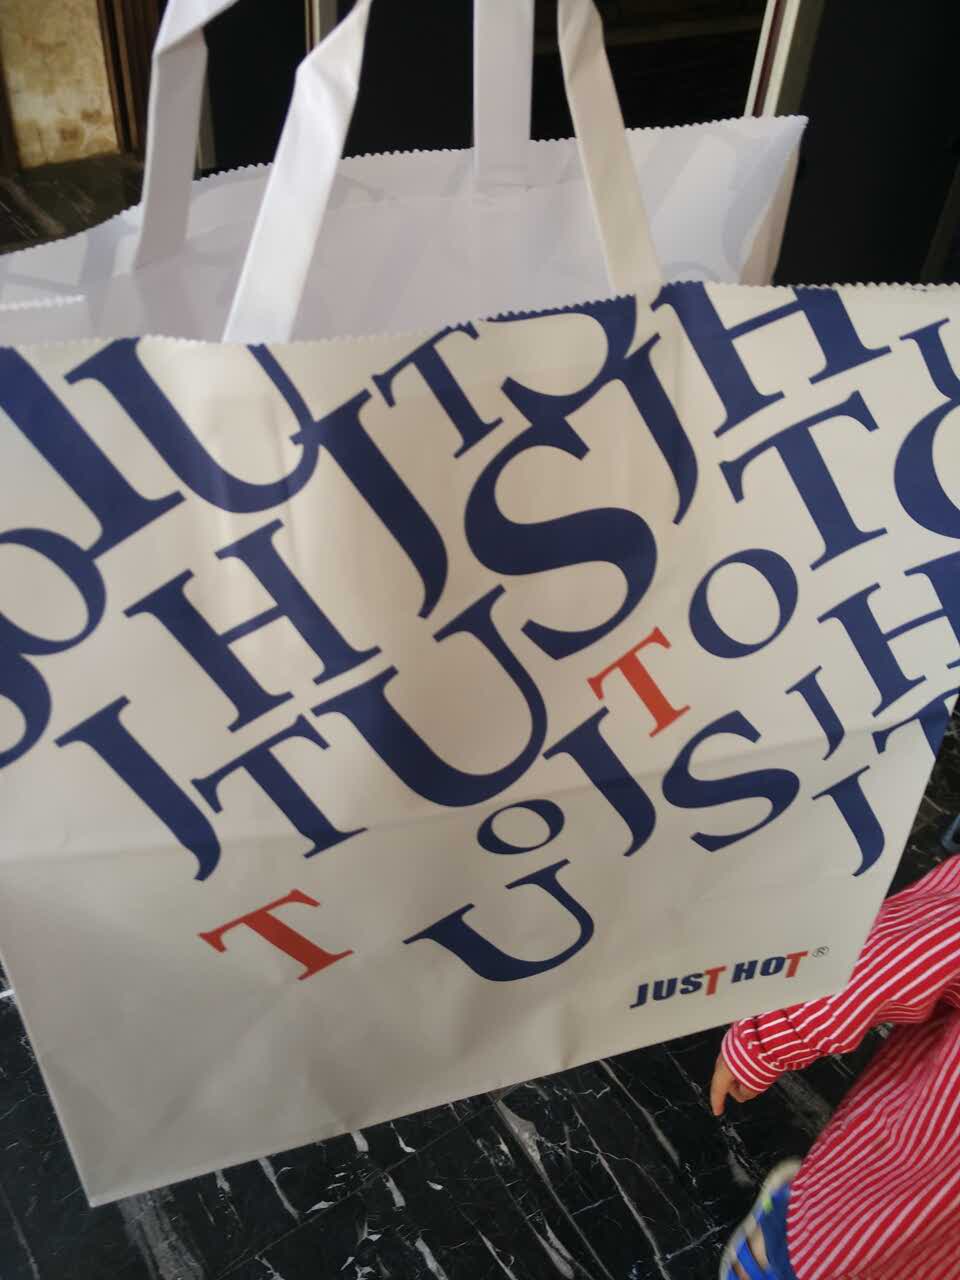 I U T S J H
J S T O
H U T O H
J T J S J T
O
T U
JUST HOT®